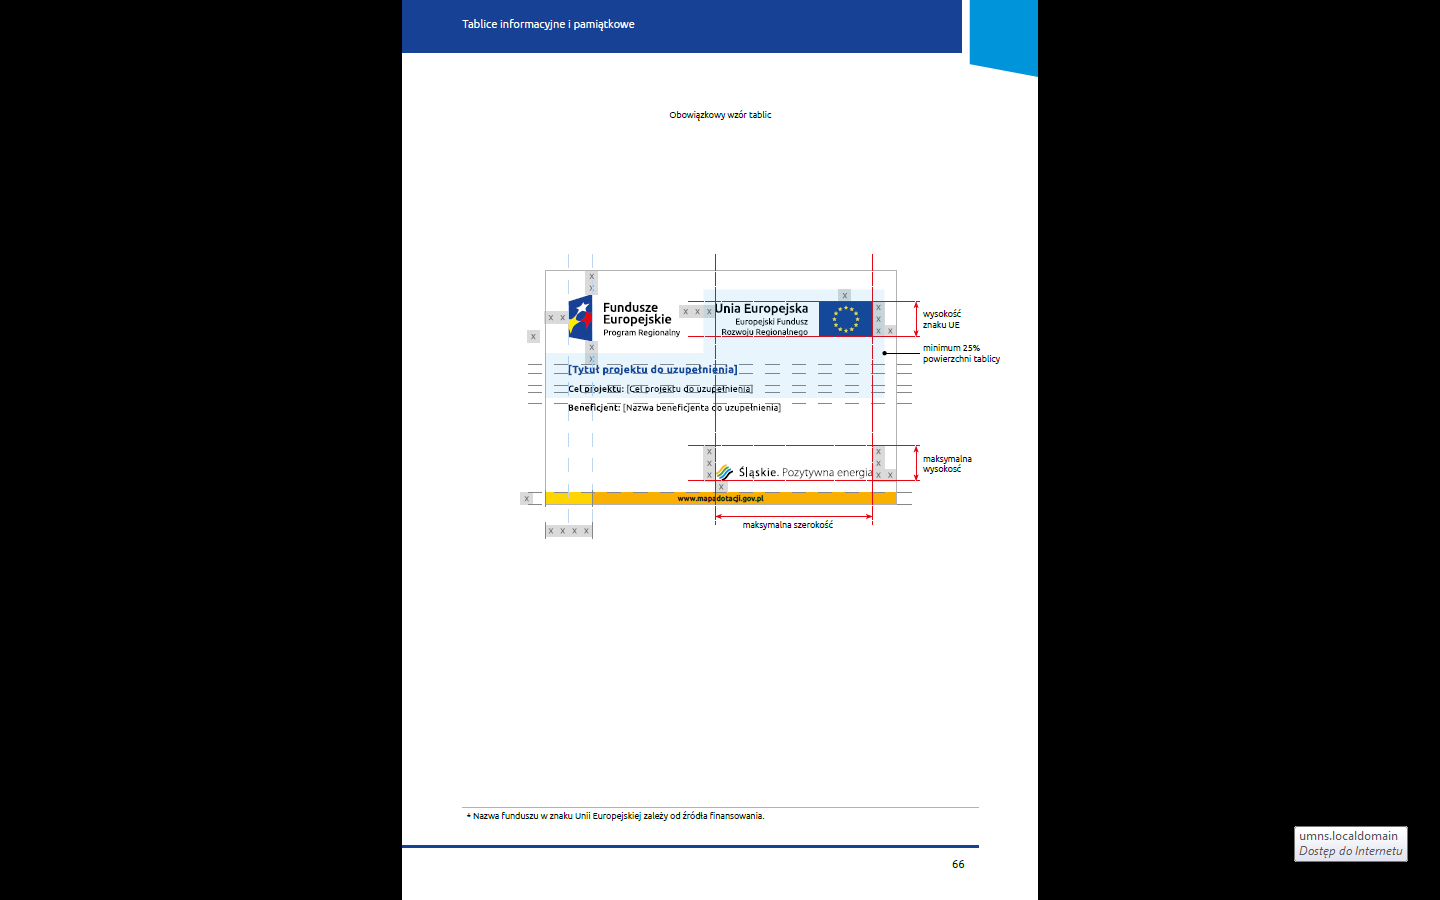 Tablice informacyjne i pamiątkowe
Obowiązkowy wzór tablic
x
x
Fundusze
Europejskie
Program Regionalny
x x
x
x
x
x x x
Unia Europejska
Europejski Fundusz
Rozwoju Regionalnego
x
x
x
x x
wysokość
znaku UE
minimum 25%
powierzchni tablicy
[Tytuł projektu do uzupełnienia]
Cel projektu: [Cel projektu do uzupełnienia]
Beneficjent: [Nazwa beneficjenta do uzupełnienia]
x
x
x
Śląskie. Pozytywna energia
x
x
x x
x
maksymalna
wysokość
x
www.mapadotacji.gov.pl
x x x x
maksymalna szerokość
* Nazwa funduszu w znaku Unii Europejskiej zależy od źródła finansowania.
66
umns.localdomain
Dostęp do Internetu